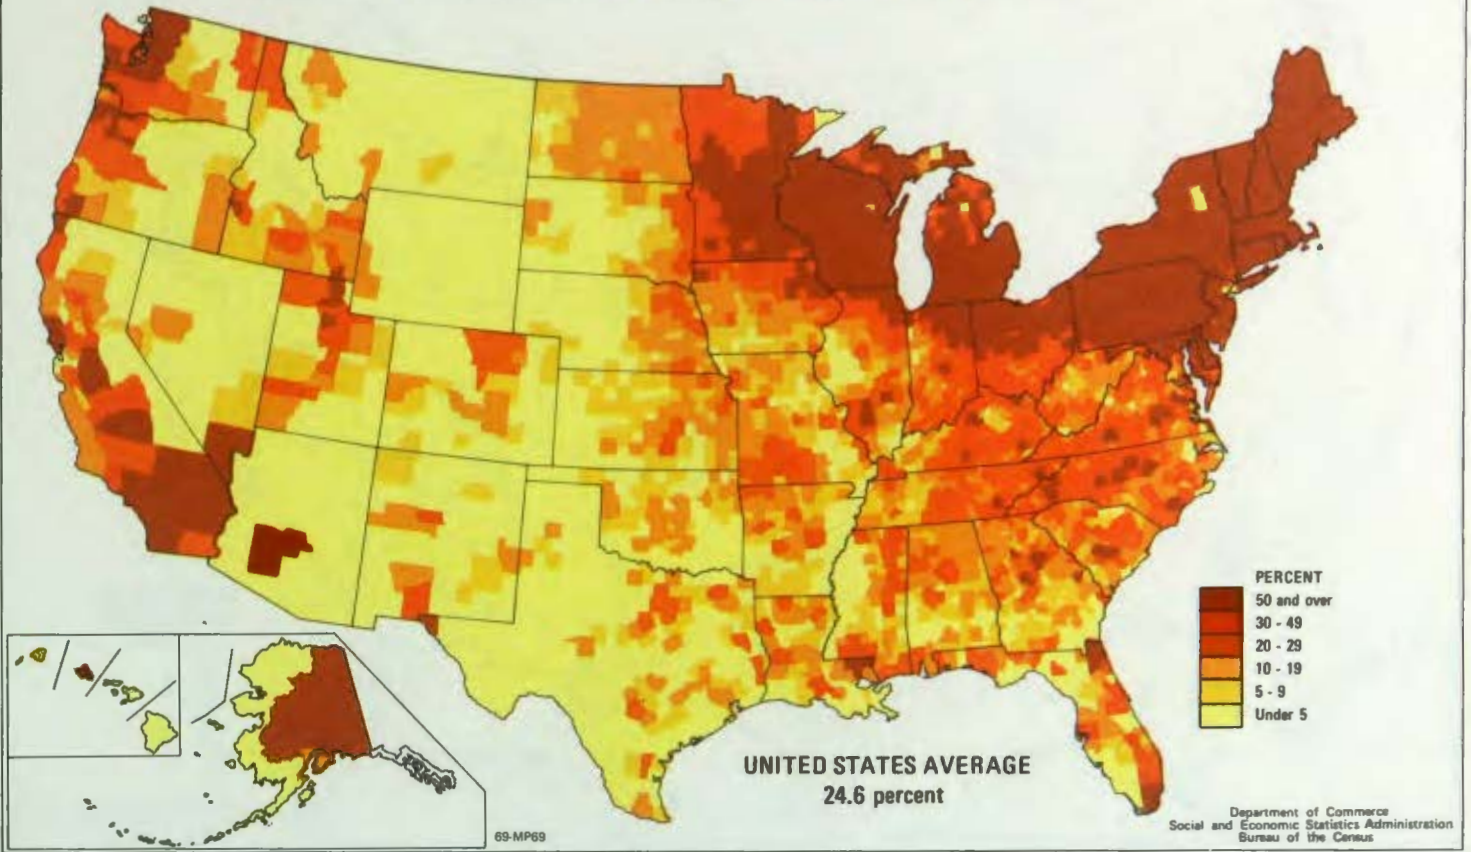 PERCENT
50 and over
30 - 49
20 - 29
10 - 19
5 - 9
Under 5
UNITED STATES AVERAGE
24.6 percent
Department of Commerce
Social and Economic Statistics Administration
Bureau of the Census
69-MP69